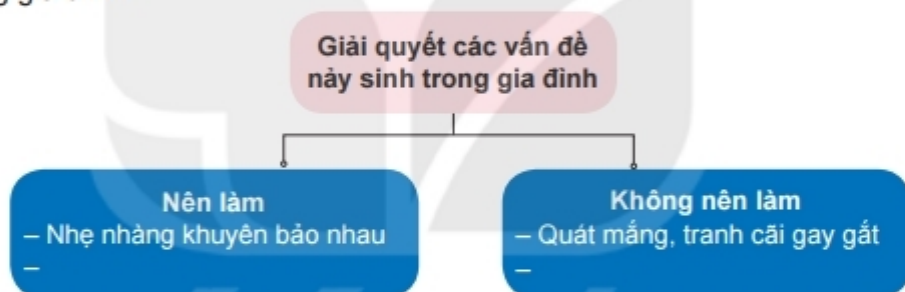 Giải quyết các vấn đề
nảy sinh trong gia đình
Nên làm
– Nhẹ nhàng khuyên bảo nhau
–
Không nên làm
– Quát mắng, tranh cãi gay gắt
–